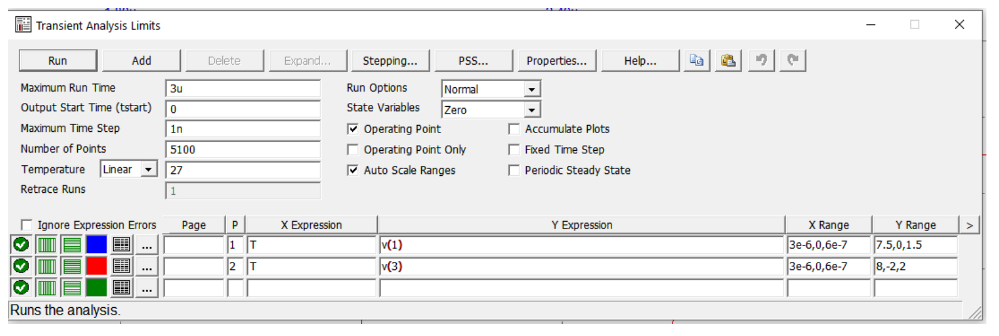 Transient Analysis Limits
Run Add Delete Expand... Stepping... PSS... Properties... Help...
Maximum Run Time 3u Run Options Normal
Output Start Time (tstart) 0 State Variables Zero
Maximum Time Step 1n Operating Point Accumulate Plots
Number of Points 5100 Operating Point Only Fixed Time Step
Temperature Linear 27 Auto Scale Ranges Periodic Steady State
Retrace Runs 1
Ignore Expression Errors Page P X Expression Y Expression X Range Y Range >
... 1 T v(1) 3e-6,0,6e-7 7.5,0,1.5
... 2 T v(3) 3e-6,0,6e-7 8,-2,2
...
Runs the analysis.